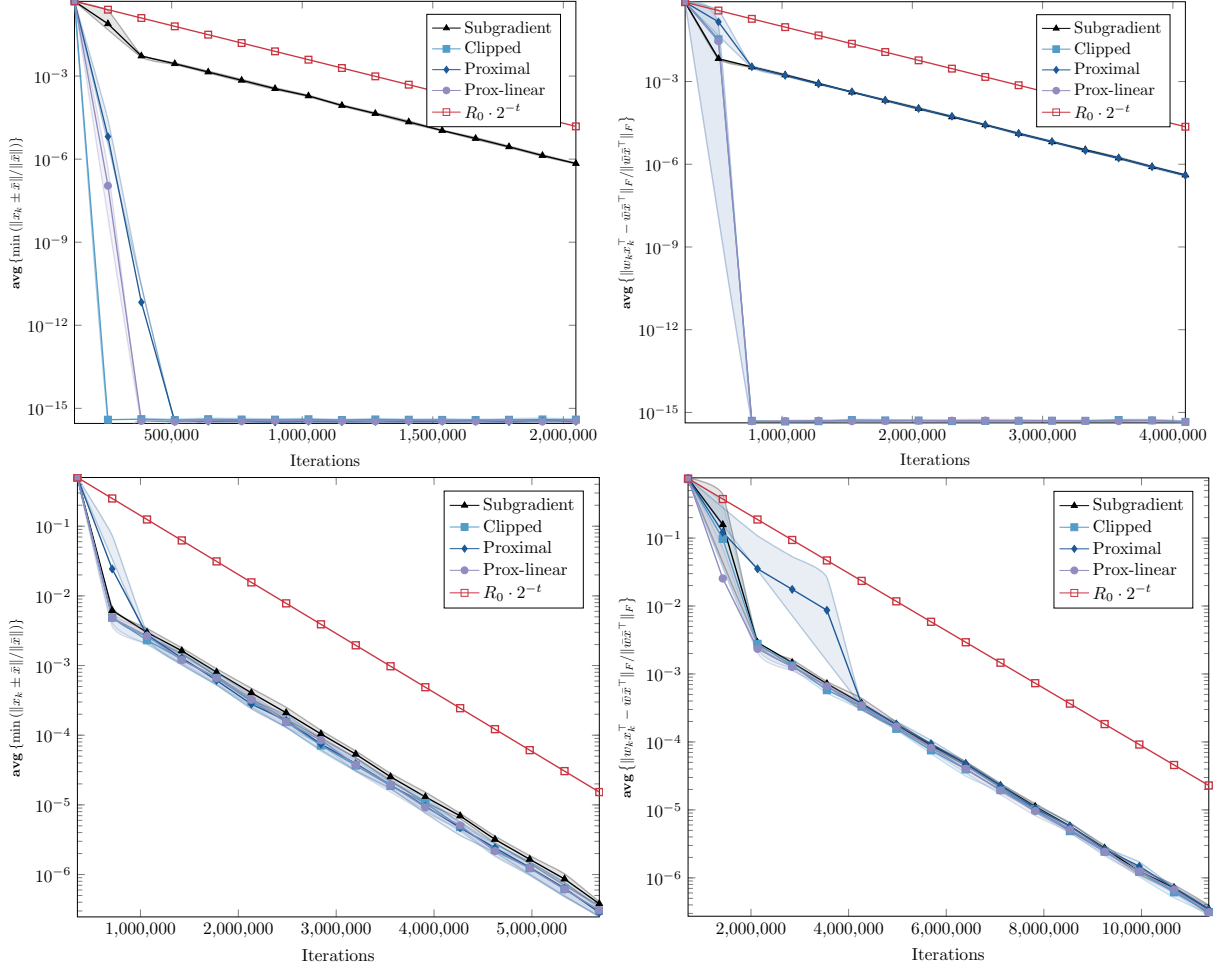 avg {min (∥x_k ± x̄∥/∥x̄∥)}
10^−3
10^−6
10^−9
10^−12
10^−15
500,000 1,000,000 1,500,000 2,000,000
Iterations
Subgradient
Clipped
Proximal
Prox-linear
R_0 · 2^−t
avg {∥w_k x_k^⊤ − w̄x̄^⊤∥_F/∥w̄x̄^⊤∥_F}
10^−3
10^−6
10^−9
10^−12
10^−15
1,000,000 2,000,000 3,000,000 4,000,000
Iterations
Subgradient
Clipped
Proximal
Prox-linear
R_0 · 2^−t
avg {min (∥x_k ± x̄∥/∥x̄∥)}
10^−1
10^−2
10^−3
10^−4
10^−5
10^−6
1,000,000 2,000,000 3,000,000 4,000,000 5,000,000
Iterations
Subgradient
Clipped
Proximal
Prox-linear
R_0 · 2^−t
avg {∥w_k x_k^⊤ − w̄x̄^⊤∥_F/∥w̄x̄^⊤∥_F}
10^−1
10^−2
10^−3
10^−4
10^−5
10^−6
2,000,000 4,000,000 6,000,000 8,000,000 10,000,000
Iterations
Subgradient
Clipped
Proximal
Prox-linear
R_0 · 2^−t